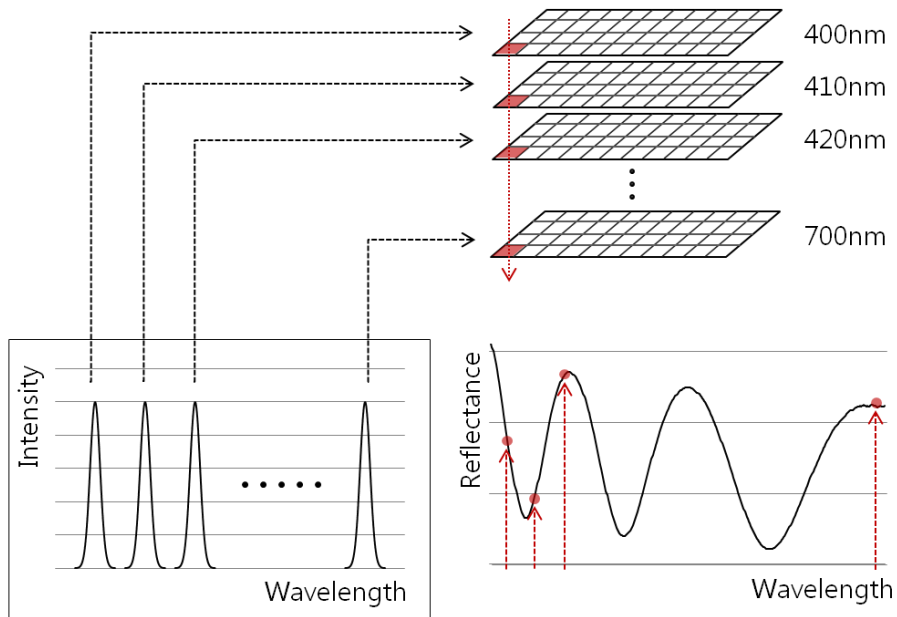 400nm
410nm
420nm
700nm
Intensity
Wavelength
Reflectance
Wavelength